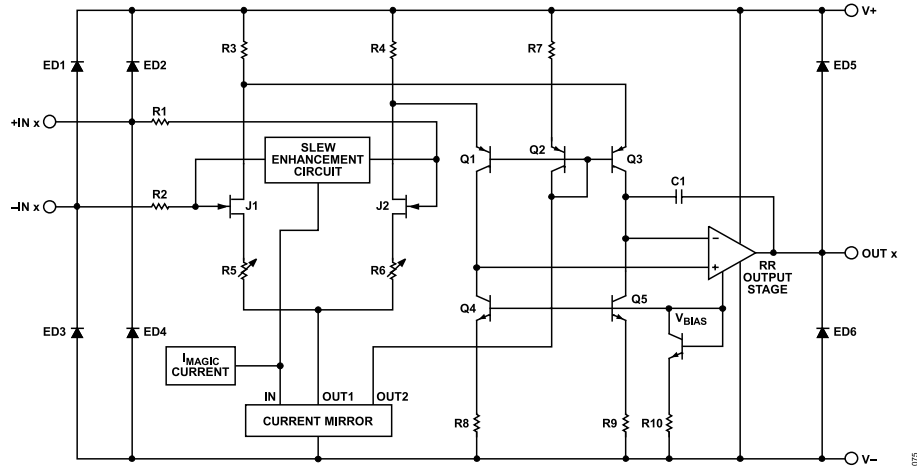 V+
R3
R4
R7
ED1
ED2
ED5
+IN x
R1
SLEW
ENHANCEMENT
CIRCUIT
Q1
Q2
Q3
C1
–IN x
R2
J1
J2
R5
R6
–
+
RR
OUTPUT
STAGE
OUT x
Q4
Q5
VBIAS
ED3
ED4
ED6
IMAGIC
CURRENT
IN
OUT1
OUT2
CURRENT MIRROR
R8
R9
R10
V–
075